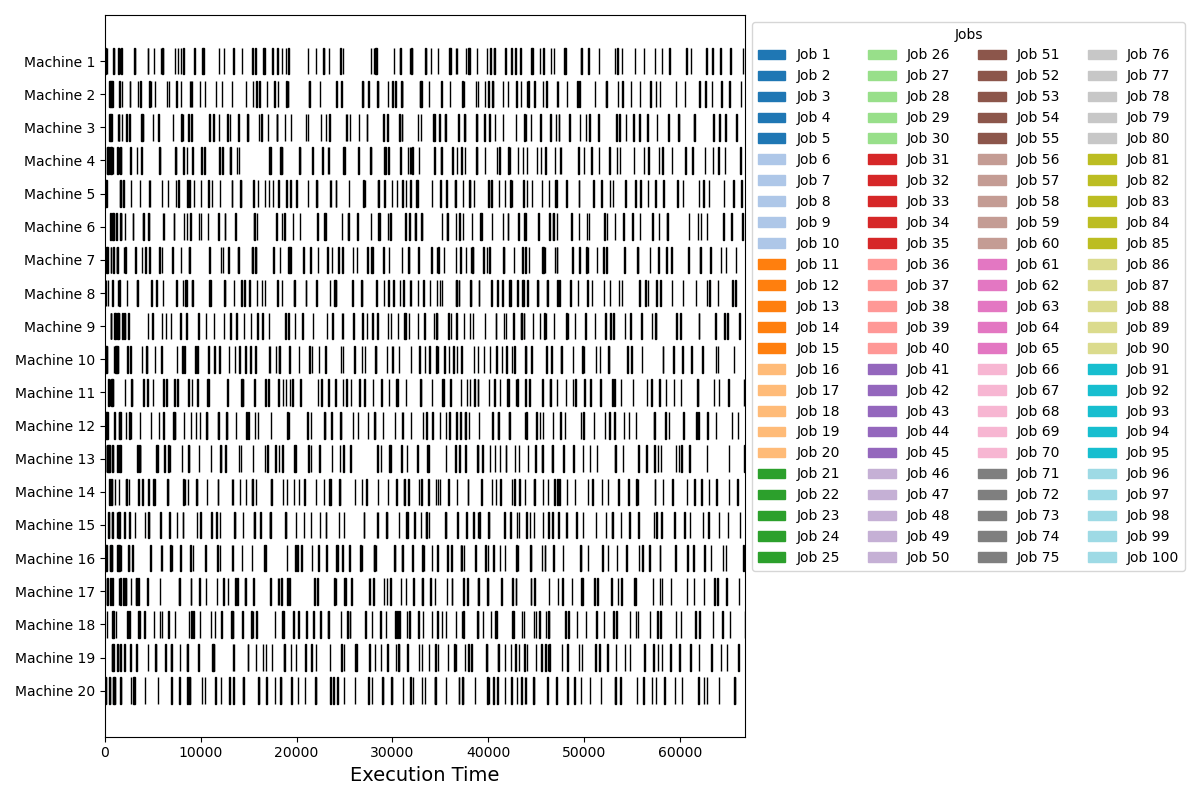 Machine 1
Machine 2
Machine 3
Machine 4
Machine 5
Machine 6
Machine 7
Machine 8
Machine 9
Machine 10
Machine 11
Machine 12
Machine 13
Machine 14
Machine 15
Machine 16
Machine 17
Machine 18
Machine 19
Machine 20
0 10000 20000 30000 40000 50000 60000
Execution Time
Jobs
Job 1 Job 26 Job 51 Job 76
Job 2 Job 27 Job 52 Job 77
Job 3 Job 28 Job 53 Job 78
Job 4 Job 29 Job 54 Job 79
Job 5 Job 30 Job 55 Job 80
Job 6 Job 31 Job 56 Job 81
Job 7 Job 32 Job 57 Job 82
Job 8 Job 33 Job 58 Job 83
Job 9 Job 34 Job 59 Job 84
Job 10 Job 35 Job 60 Job 85
Job 11 Job 36 Job 61 Job 86
Job 12 Job 37 Job 62 Job 87
Job 13 Job 38 Job 63 Job 88
Job 14 Job 39 Job 64 Job 89
Job 15 Job 40 Job 65 Job 90
Job 16 Job 41 Job 66 Job 91
Job 17 Job 42 Job 67 Job 92
Job 18 Job 43 Job 68 Job 93
Job 19 Job 44 Job 69 Job 94
Job 20 Job 45 Job 70 Job 95
Job 21 Job 46 Job 71 Job 96
Job 22 Job 47 Job 72 Job 97
Job 23 Job 48 Job 73 Job 98
Job 24 Job 49 Job 74 Job 99
Job 25 Job 50 Job 75 Job 100